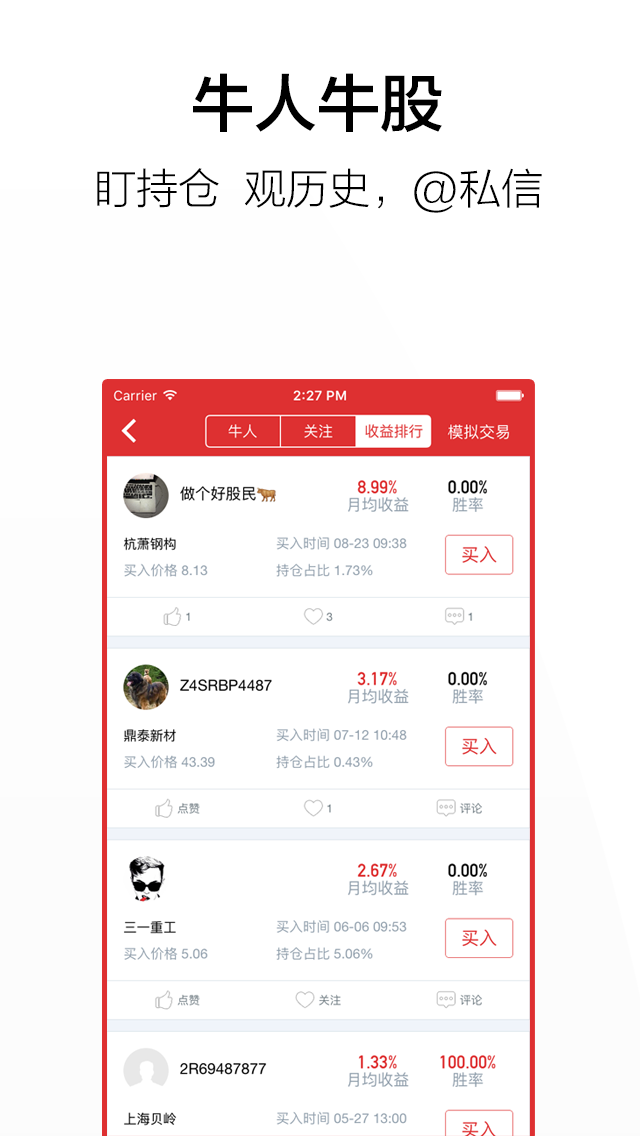 牛人牛股
盯持仓 观历史，@私信
Carrier 2:27 PM
牛人 关注 收益排行 模拟交易
做个好股民🐂 8.99% 0.00%
月均收益 胜率
杭萧钢构 买入时间 08-23 09:38 买入
买入价格 8.13 持仓占比 1.73%
1 3 1
Z4SRBP4487 3.17% 0.00%
月均收益 胜率
鼎泰新材 买入时间 07-12 10:48 买入
买入价格 43.39 持仓占比 0.43%
点赞 1 评论
2.67% 0.00%
月均收益 胜率
三一重工 买入时间 06-06 09:53 买入
买入价格 5.06 持仓占比 5.06%
点赞 关注 评论
2R69487877 1.33% 100.00%
月均收益 胜率
上海贝岭 买入时间 05-27 13:00 买入